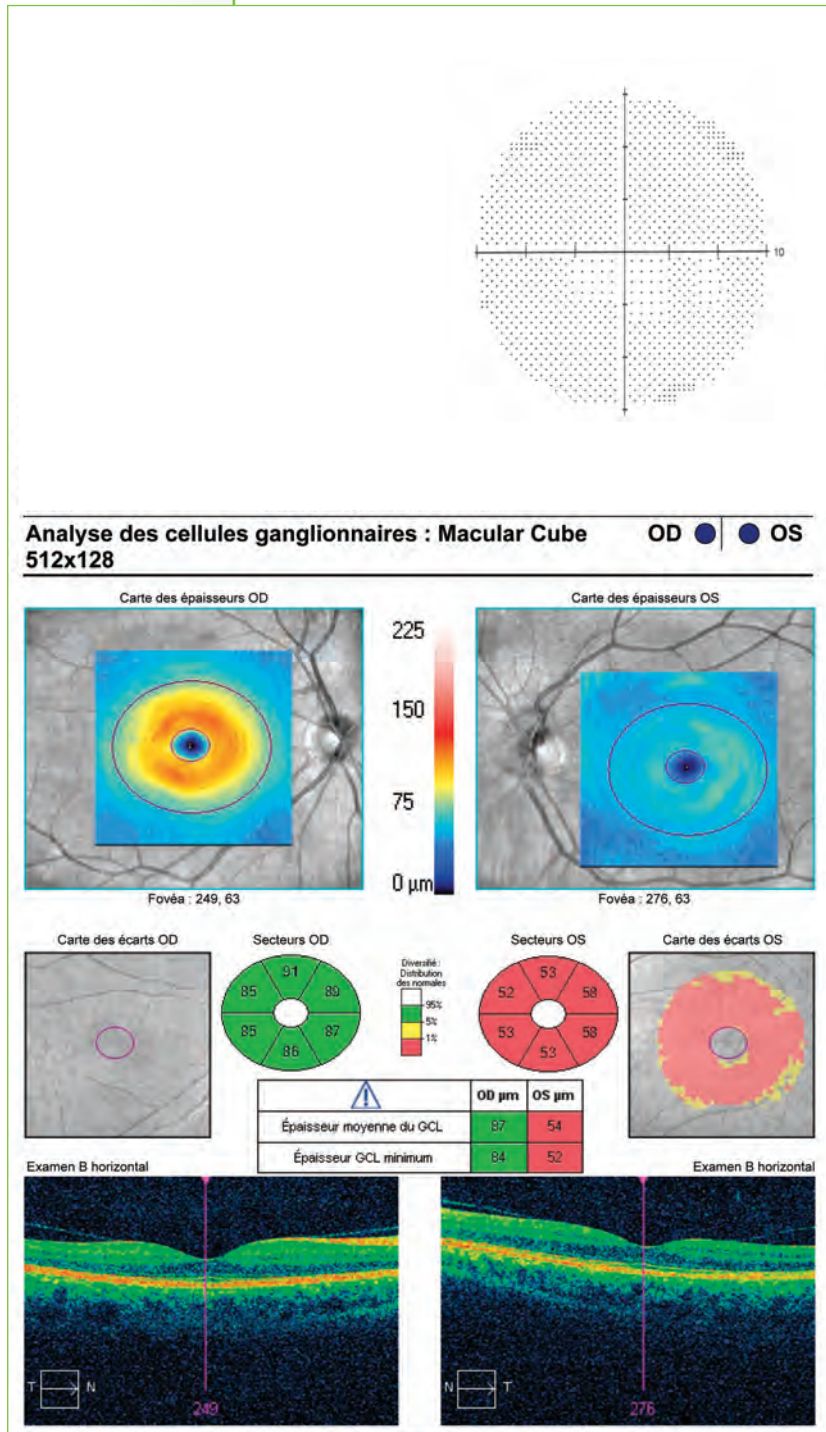 10
Analyse des cellules ganglionnaires : Macular Cube
512x128
OD OS
Carte des épaisseurs OD
Carte des épaisseurs OS
225
150
75
0 µm
Fovéa : 249, 63
Fovéa : 276, 63
Carte des écarts OD
Secteurs OD
Secteurs OS
Carte des écarts OS
91
85 89
85 87
86
Diversifié :
Distribution
des normales
95%
5%
1%
53
52 58
53 58
53
OD µm OS µm
Épaisseur moyenne du GCL 87 54
Épaisseur GCL minimum 84 52
Examen B horizontal
Examen B horizontal
T N
249
N T
276